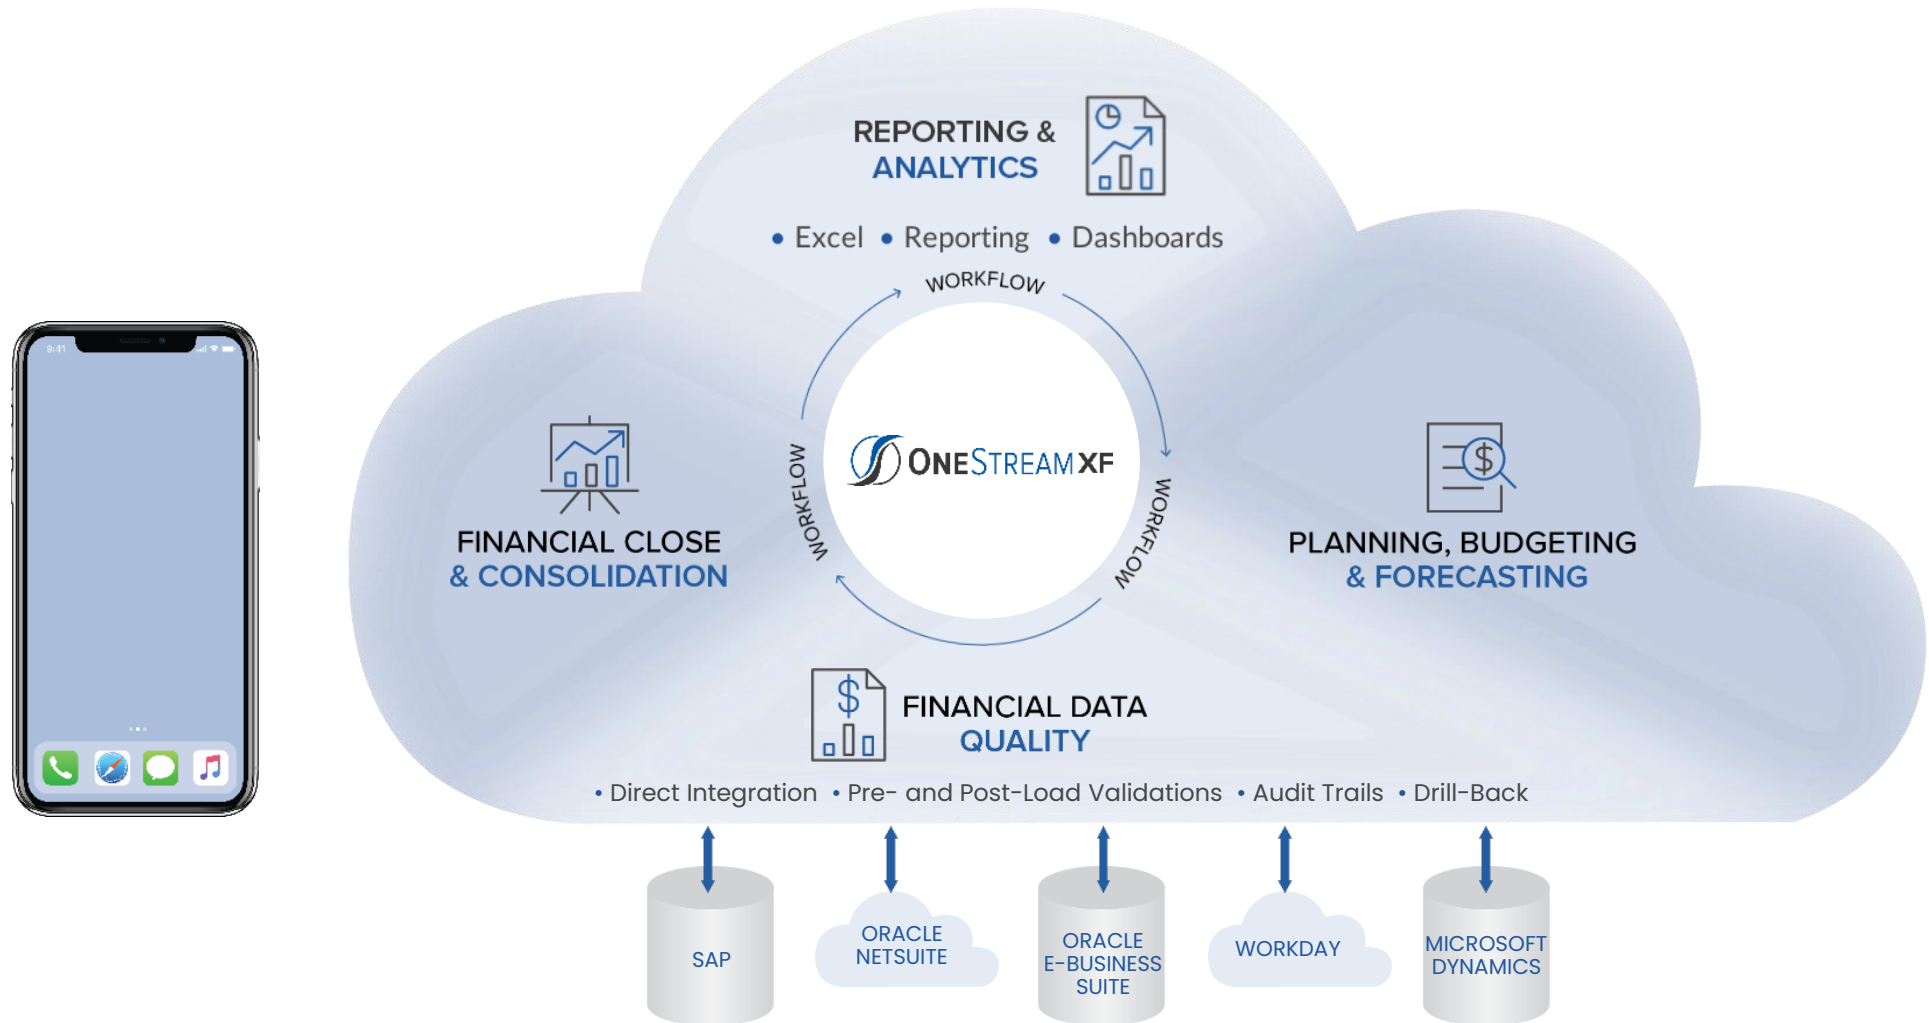 REPORTING &
ANALYTICS
• Excel • Reporting • Dashboards
WORKFLOW
9:41
ONESTREAM XF
WORKFLOW
WORKFLOW
FINANCIAL CLOSE
& CONSOLIDATION
PLANNING, BUDGETING
& FORECASTING
$
$
FINANCIAL DATA
QUALITY
• Direct Integration • Pre- and Post-Load Validations • Audit Trails • Drill-Back
SAP
ORACLE
NETSUITE
ORACLE
E-BUSINESS
SUITE
WORKDAY
MICROSOFT
DYNAMICS